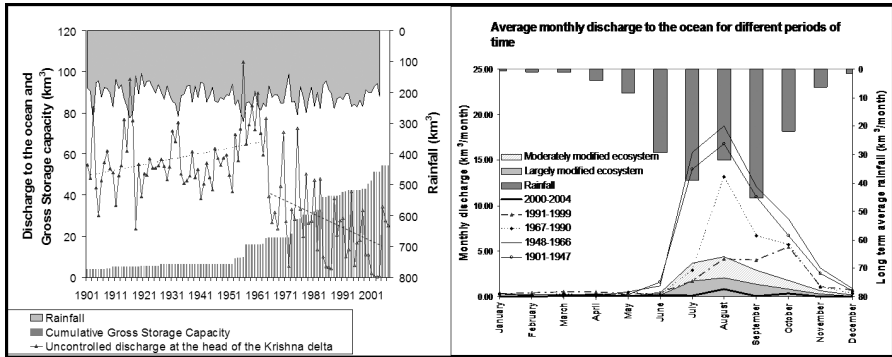 120
100
80
60
40
20
0
Discharge to the ocean and
Gross Storage capacity (km³)
0
100
200
300
400
500
600
700
800
Rainfall (km³)
1901
1911
1921
1931
1941
1951
1961
1971
1981
1991
2001
Rainfall
Cumulative Gross Storage Capacity
Uncontrolled discharge at the head of the Krishna delta
Average monthly discharge to the ocean for different periods of
time
25.00
20.00
15.00
10.00
5.00
0.00
Monthly discharge (km³/month)
Moderately modified ecosystem
Largely modified ecosystem
Rainfall
2000-2004
1991-1999
1967-1990
1948-1966
1901-1947
0
10
20
30
40
50
60
70
80
Long term average rainfall (km³/month)
January
February
March
April
May
June
July
August
September
October
November
December